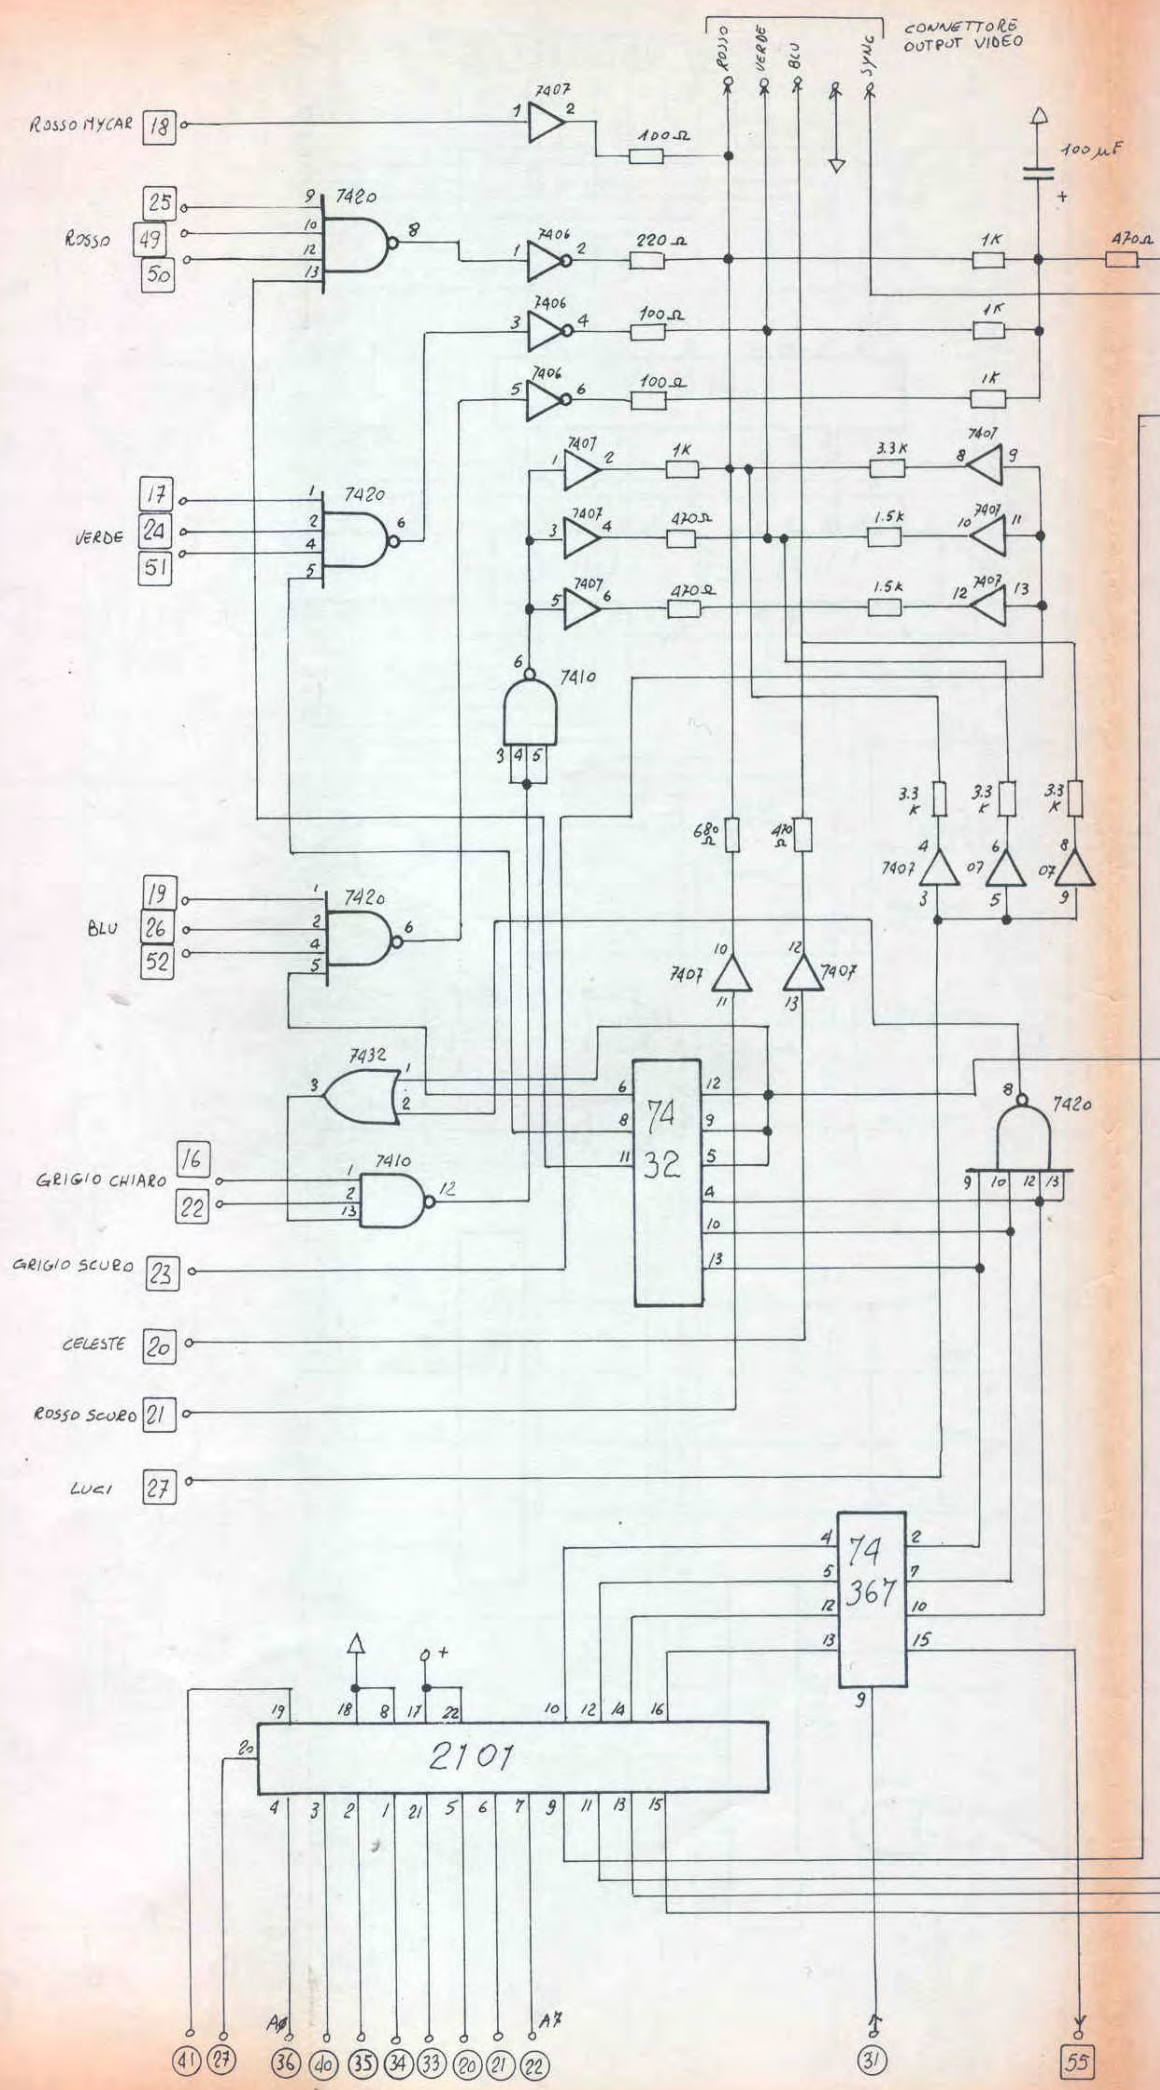 CONNETTORE
OUTPUT VIDEO
ROSSO
VERDE
BLU
SYNC
7407
1 2
ROSSO MYCAR 18
100Ω
100 µF
+
25
9 7420
ROSSO 49
10 8
12
50
13
7406
1 2
220Ω
1K
470Ω
7406
3 4
100Ω
1K
7406
5 6
100Ω
1K
7407
1 2
1K
3.3K
7407
8 9
17
1 7420
VERDE 24
2 6
4
51
5
7407
3 4
470Ω
1.5K
7407
10 11
7407
5 6
470Ω
1.5K
7407
12 13
6
7410
3 4 5
680
Ω
470
Ω
3.3
K
3.3
K
3.3
K
4 6 8
7407 07 07
3 5 9
19
1 7420
BLU 26
2 6
4
52
5
10 12
7407 7407
11 13
7432
3 1
2
6 12
8 74 9
11 32 5
4
10
13
8
7420
9 10 12 13
16
7410
GRIGIO CHIARO
1
2 12
22
13
GRIGIO SCURO 23
CELESTE 20
ROSSO SCURO 21
LUCI 27
4 74 2
5 367 7
12 10
13 15
9
+
19 18 8 17 22 10 12 14 16
20
2101
4 3 2 1 21 5 6 7 9 11 13 15
AØ A7
41 27 36 40 35 34 33 20 21 22 31 55